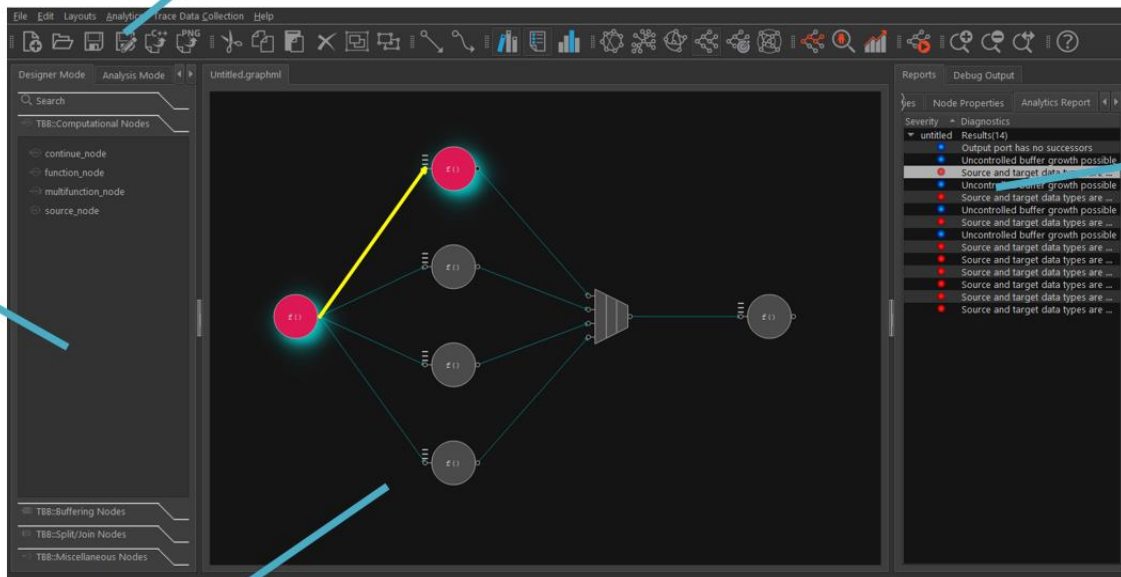 File Edit Layouts Analytics Trace Data Collection Help
C++ PNG
Designer Mode Analysis Mode
Untitled.graphml
Reports Debug Output
Search
TBB::Computational Nodes
continue_node
function_node
multifunction_node
source_node
TBB::Buffering Nodes
TBB::Split/Join Nodes
TBB::Miscellaneous Nodes
f()
f()
f()
f()
f()
f()
Node Properties Analytics Report
Severity Diagnostics
untitled Results(14)
Output port has no successors
Uncontrolled buffer growth possible
Source and target data types are ...
Uncontrolled buffer growth possible
Source and target data types are ...
Uncontrolled buffer growth possible
Source and target data types are ...
Uncontrolled buffer growth possible
Source and target data types are ...
Source and target data types are ...
Source and target data types are ...
Source and target data types are ...
Source and target data types are ...
Source and target data types are ...